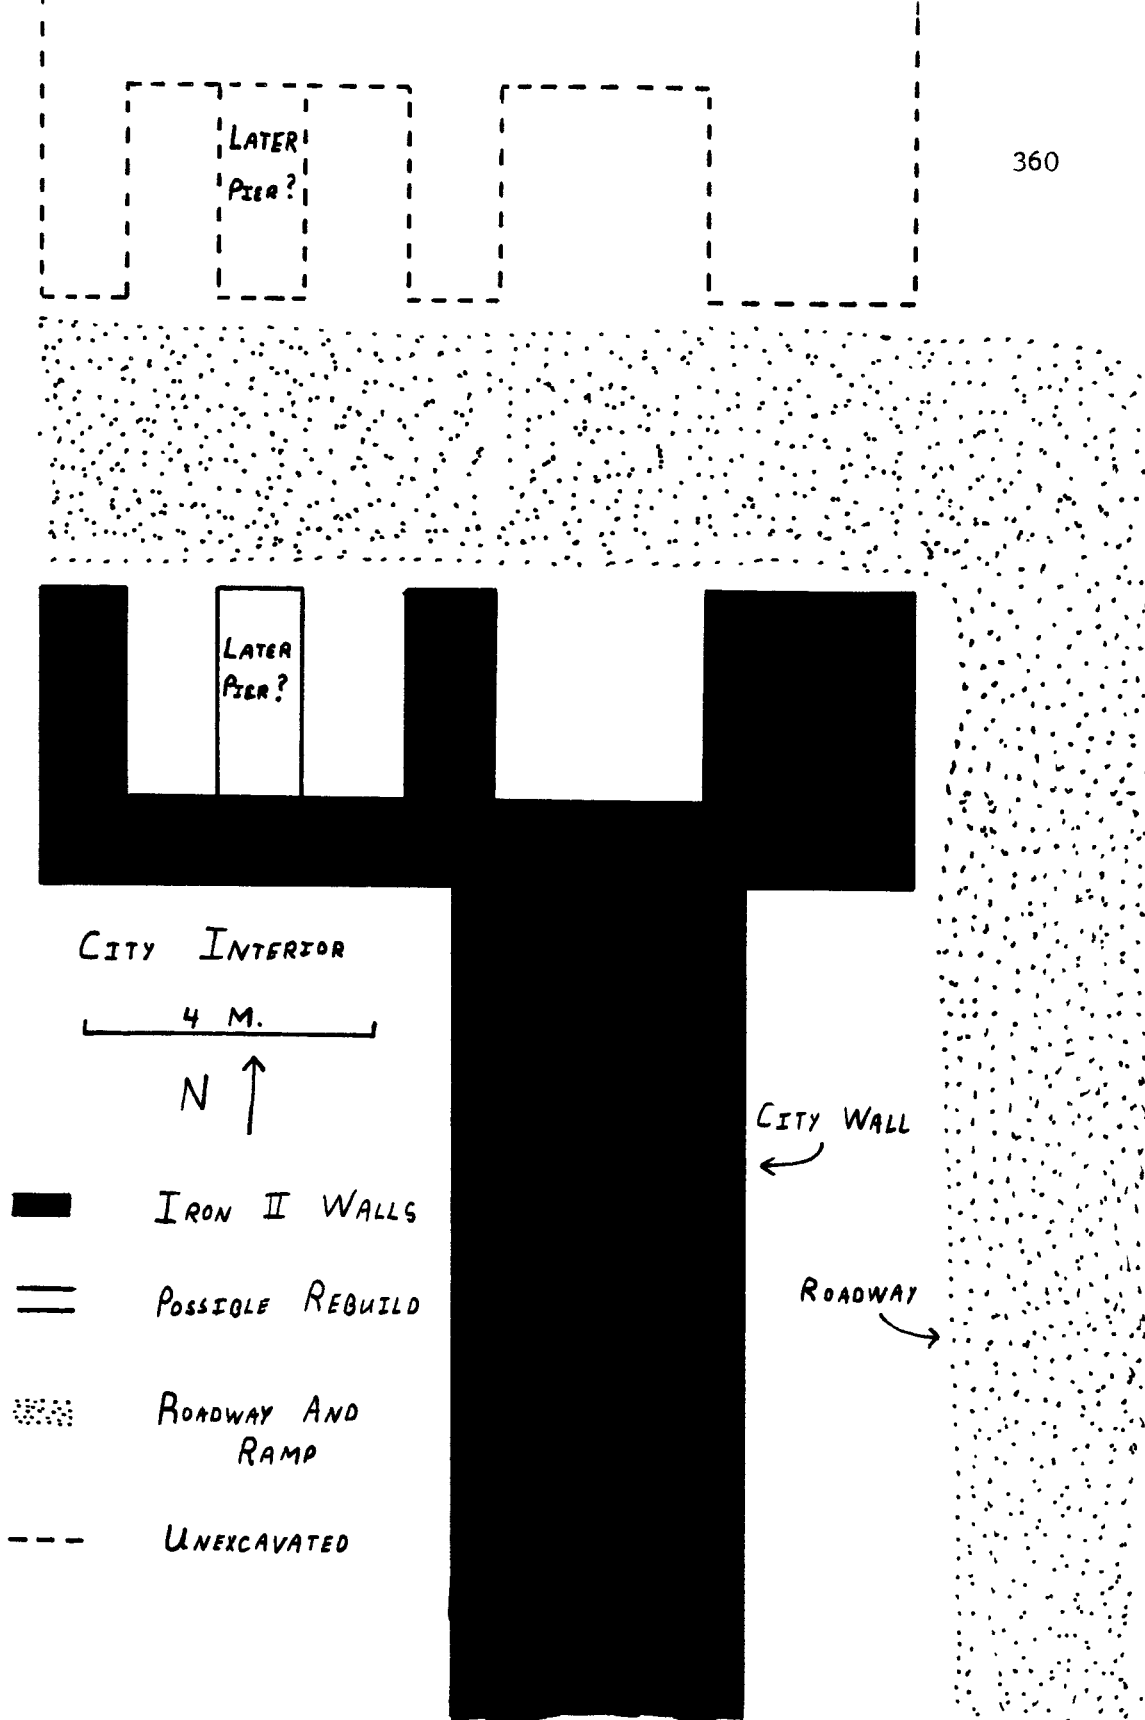 LATER
PIER?
360
LATER
PIER?
CITY INTERIOR
4 M.
N
CITY WALL
IRON II WALLS
POSSIBLE REBUILD
ROADWAY
ROADWAY AND
RAMP
UNEXCAVATED